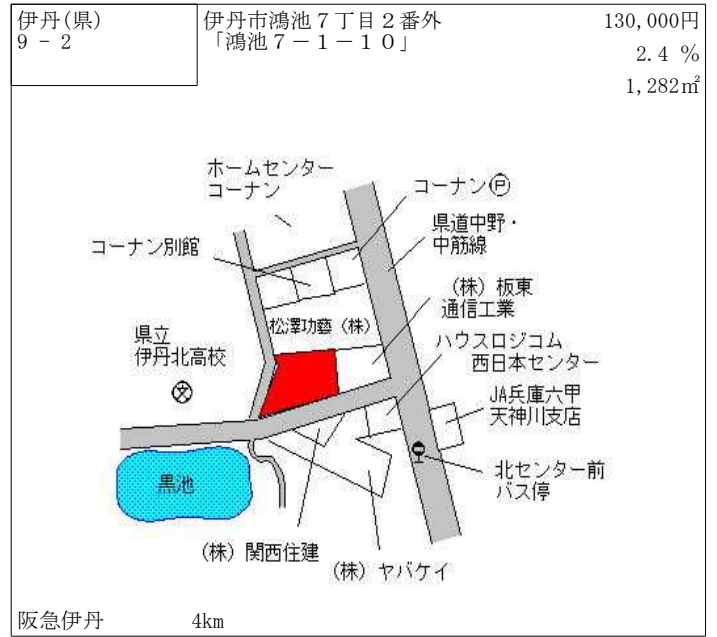 伊丹(県)
9 － 2
伊丹市鴻池７丁目２番外
「鴻池７－１－１０」
130,000円
2.4 %
1,282㎡
ホームセンター
コーナン
コーナンⓅ
県道中野・
中筋線
コーナン別館
(株) 板東
通信工業
松澤功藝 (株)
ハウスロジコム
西日本センター
県立
伊丹北高校
文
JA兵庫六甲
天神川支店
北センター前
バス停
黒池
(株) 関西住建
(株) ヤバケイ
阪急伊丹
4km